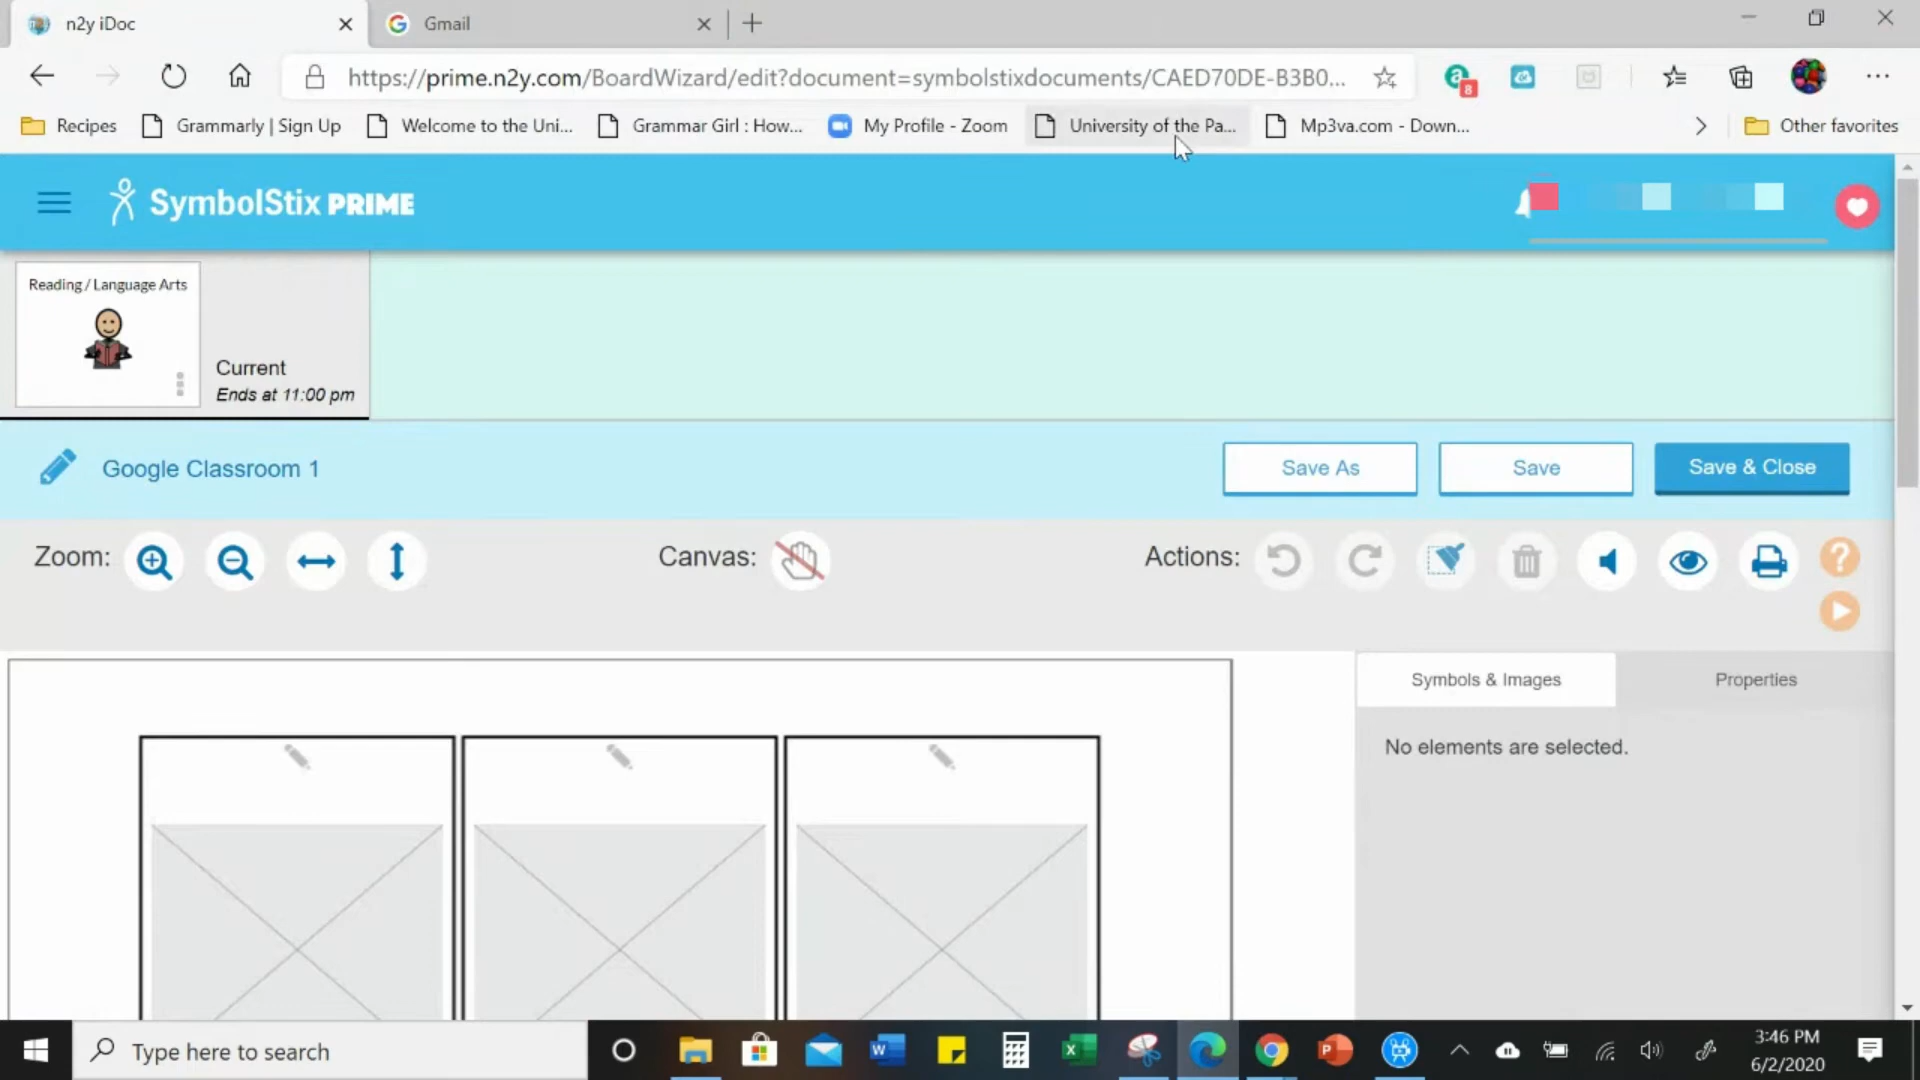 n2y iDoc
Gmail
https://prime.n2y.com/BoardWizard/edit?document=symbolstixdocuments/CAED70DE-B3B0...
8
Recipes
Grammarly | Sign Up
Welcome to the Uni...
Grammar Girl : How...
My Profile - Zoom
University of the Pa...
Mp3va.com - Down...
Other favorites
SymbolStix PRIME
Reading / Language Arts
Current
Ends at 11:00 pm
Google Classroom 1
Save As
Save
Save & Close
Zoom:
Canvas:
Actions:
?
Symbols & Images
Properties
No elements are selected.
Type here to search
3:46 PM
6/2/2020